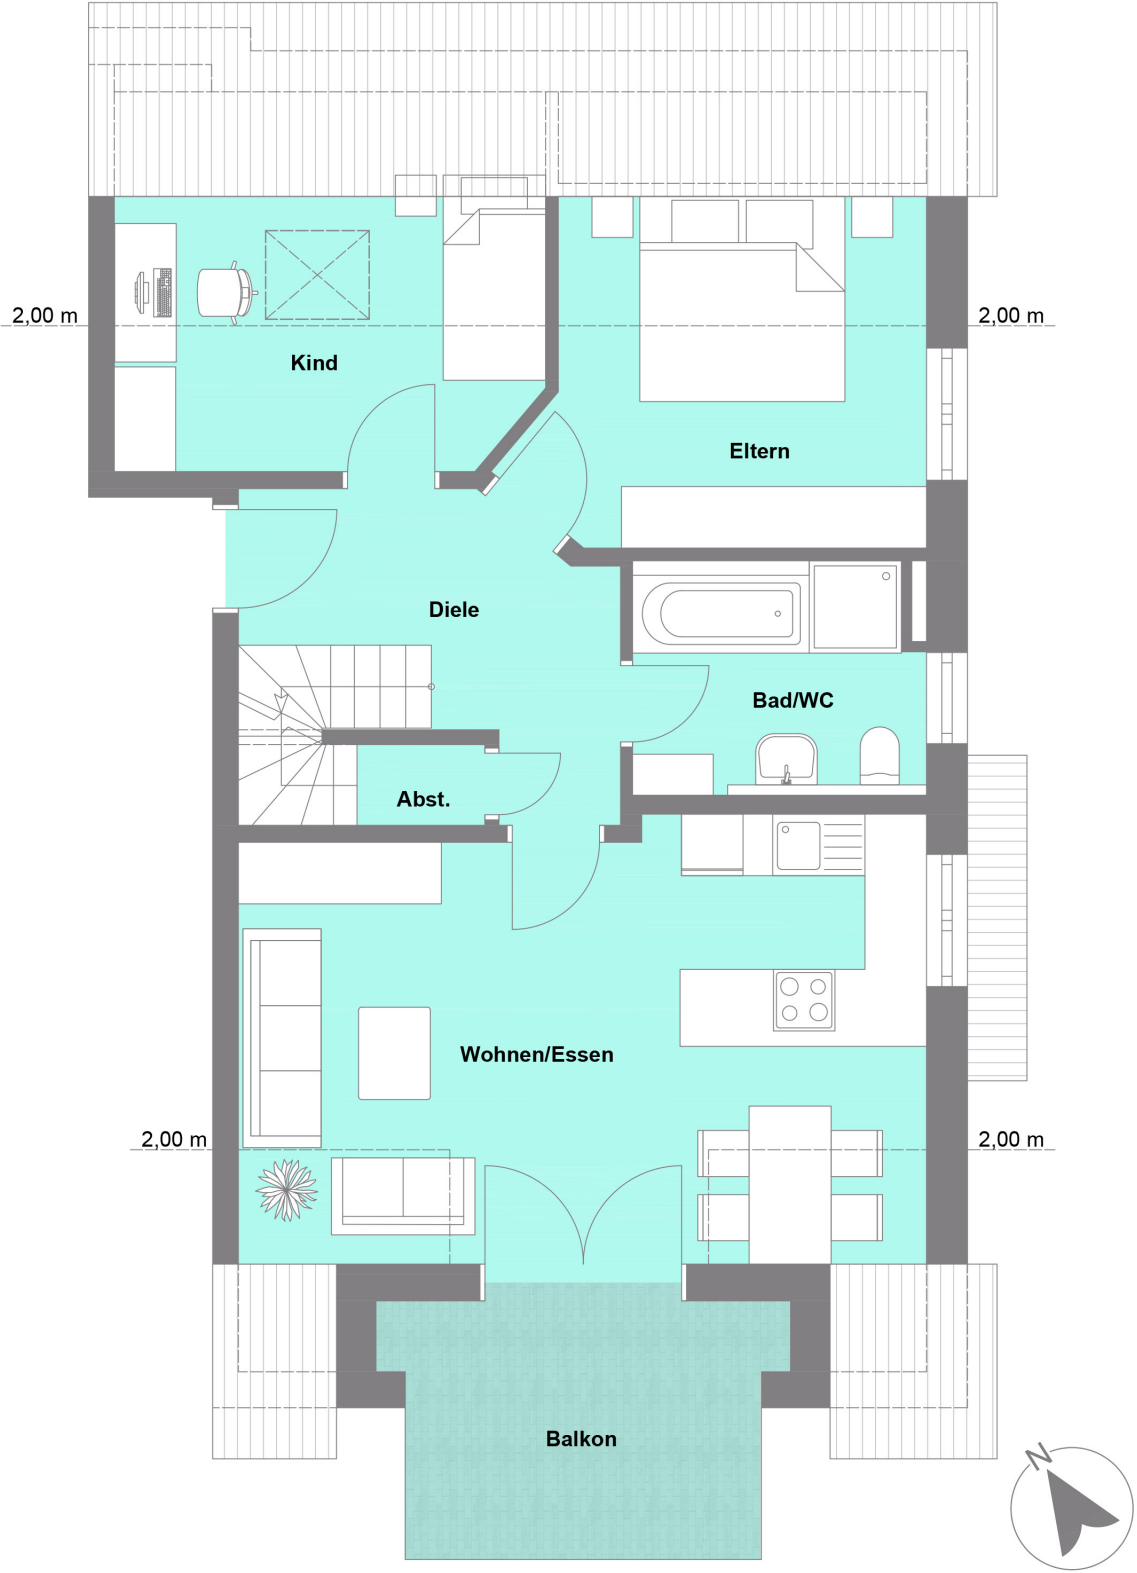 2,00 m
2,00 m
Kind
Eltern
Diele
Bad/WC
Abst.
Wohnen/Essen
2,00 m
2,00 m
Balkon
N